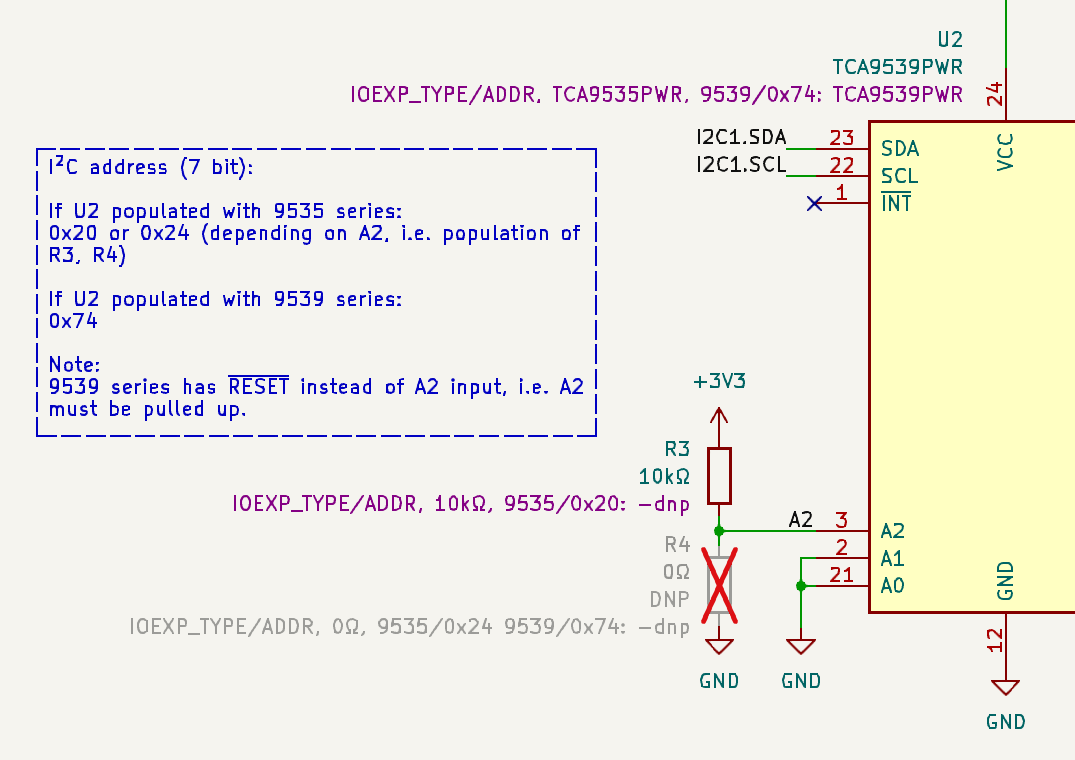 U2
TCA9539PWR
IOEXP_TYPE/ADDR, TCA9535PWR, 9539/0x74: TCA9539PWR
24
I2C1.SDA 23 SDA
I2C1.SCL 22 SCL
1 INT
VCC
I²C address (7 bit):
If U2 populated with 9535 series:
0x20 or 0x24 (depending on A2, i.e. population of
R3, R4)
If U2 populated with 9539 series:
0x74
Note:
9539 series has RESET instead of A2 input, i.e. A2
must be pulled up.
+3V3
R3
10kΩ
IOEXP_TYPE/ADDR, 10kΩ, 9535/0x20: -dnp
A2 3 A2
R4
2 A1
0Ω
21 A0
DNP
IOEXP_TYPE/ADDR, 0Ω, 9535/0x24 9539/0x74: -dnp
GND
12
GND GND
GND